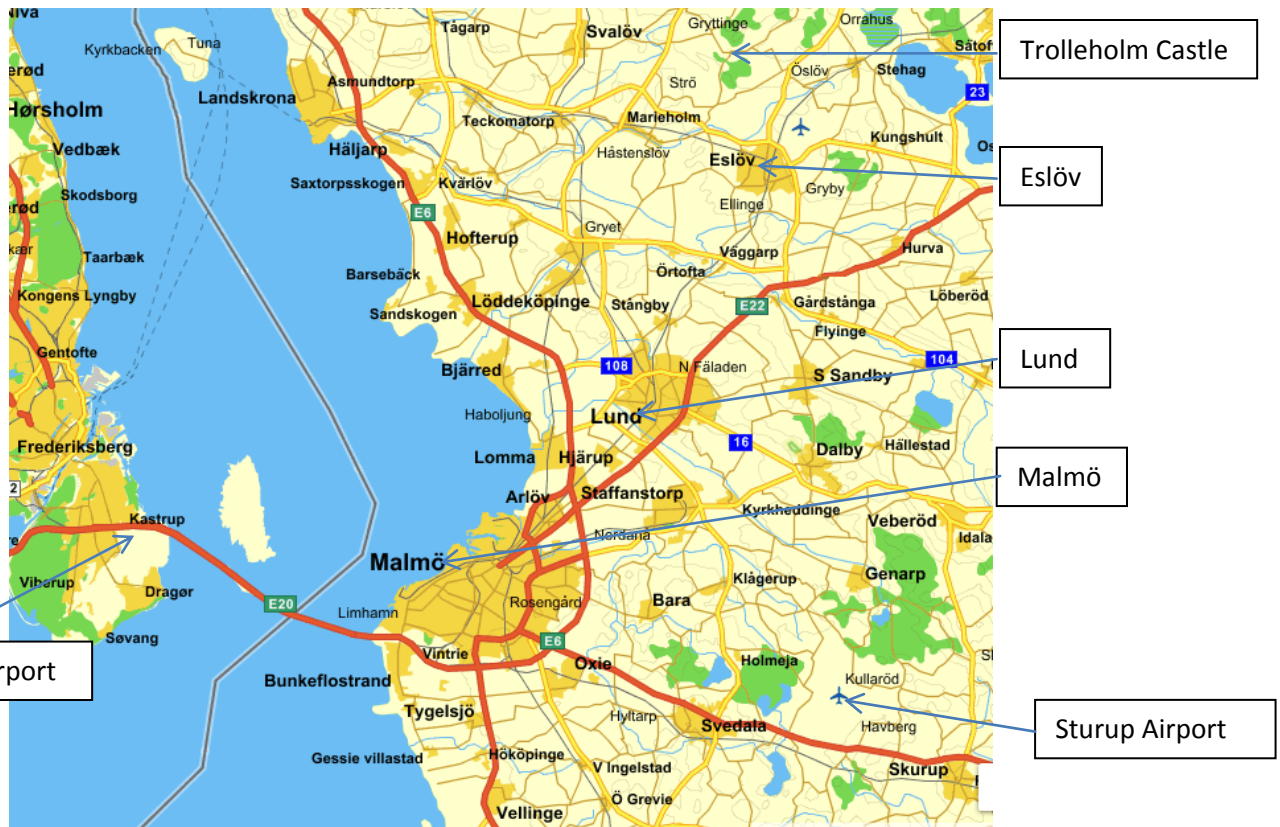 Niva
Kyrkbacken
Tuna
Tågarp
Svalöv
Gryttinge
Orrahus
Trolleholm Castle
erød
Hørsholm
Landskrona
Asmundtorp
Strö
Öslöv
Stehag
23
Vedbæk
Häljarp
Teckomatorp
Marieholm
Kungshult
Håstenslöv
Eslöv
Eslöv
Skodsborg
Saxtorpsskogen
Kvärlöv
Gryby
Ellinge
erød
E6
Hofterup
Gryet
Hurva
Taarbæk
Väggarp
Barsebäck
Örtofta
Kongens Lyngby
Löddeköpinge
Stångby
E22
Gårdstånga
Löberöd
Sandskogen
Flyinge
Gentofte
Bjärred
108
N Fäladen
104
S Sandby
Lund
Haboljung
Lund
16
Frederiksberg
Lomma
Hjärup
Dalby
Hällestad
2
Arlöv
Staffanstorp
Kyrkheddinge
Malmö
Kastrup
Nordanå
Veberöd
Idala
Malmö
Viberup
Dragør
Klågerup
Genarp
E20
Limhamn
Rosengård
Bara
Søvang
E6
rport
Vintrie
Oxie
Holmeja
Bunkeflostrand
Kullaröd
Tygelsjö
Hyltarp
Svedala
Havberg
Sturup Airport
Gessie villastad
Hököpinge
V Ingelstad
Skurup
Ö Grevie
Vellinge